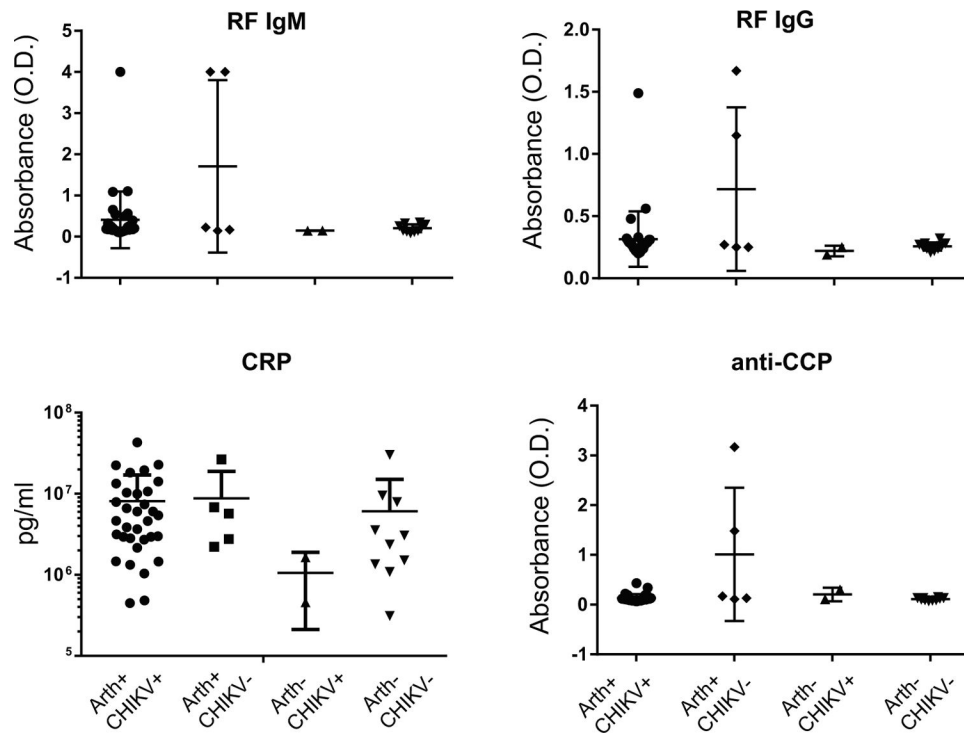 RF IgM
Absorbance (O.D.)
5
4
3
2
1
0
-1
RF IgG
Absorbance (O.D.)
2.0
1.5
1.0
0.5
0.0
CRP
pg/ml
10⁸
10⁷
10⁶
5
Arth+ CHIKV+
Arth+ CHIKV-
Arth- CHIKV+
Arth- CHIKV-
anti-CCP
Absorbance (O.D.)
4
3
2
1
0
-1
Arth+ CHIKV+
Arth+ CHIKV-
Arth- CHIKV+
Arth- CHIKV-